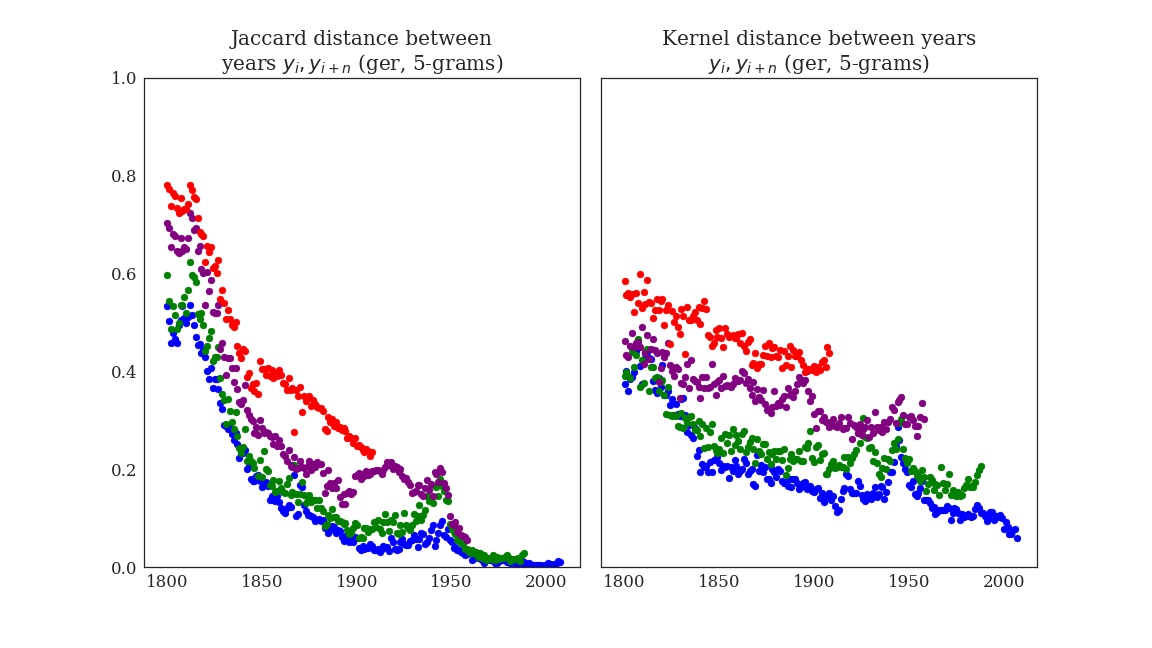 Jaccard distance between
years $y_i, y_{i+n}$ (ger, 5-grams)
Kernel distance between years
$y_i, y_{i+n}$ (ger, 5-grams)
1.0
0.8
0.6
0.4
0.2
0.0
1800 1850 1900 1950 2000
1800 1850 1900 1950 2000